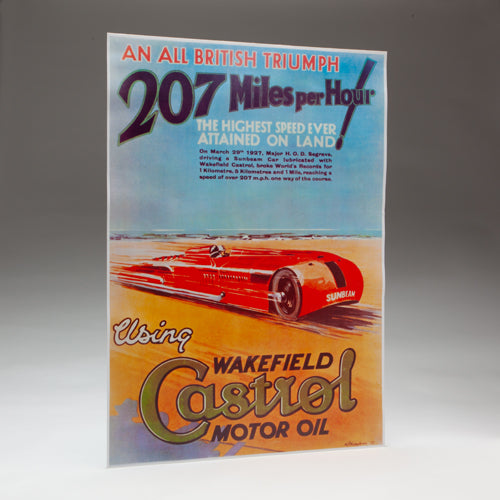 AN ALL BRITISH TRIUMPH
207 Miles per Hour!
THE HIGHEST SPEED EVER
ATTAINED ON LAND
On March 29th 1927, Major H. O. D. Segrave,
driving a Sunbeam Car lubricated with
Wakefield Castrol, broke World's Records for
1 Kilometre, 5 Kilometres and 1 Mile, reaching a
speed of over 207 m.p.h. one way of the course.
SUNBEAM
Using
WAKEFIELD
Castrol
MOTOR OIL